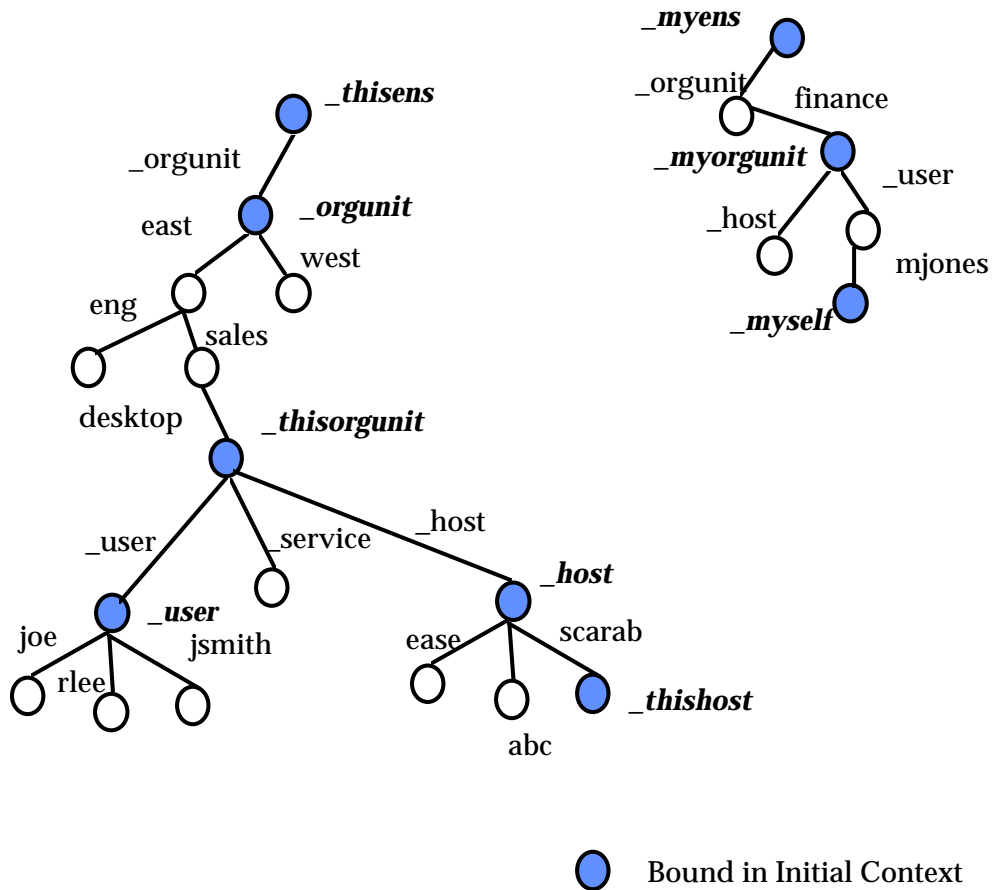 _myens
_orgunit
finance
_thisens
_myorgunit
_orgunit
_user
_orgunit
_host
east
west
mjones
eng
_myself
sales
desktop
_thisorgunit
_host
_user
_service
_host
_user
joe
jsmith
ease
scarab
rlee
_thishost
abc
Bound in Initial Context